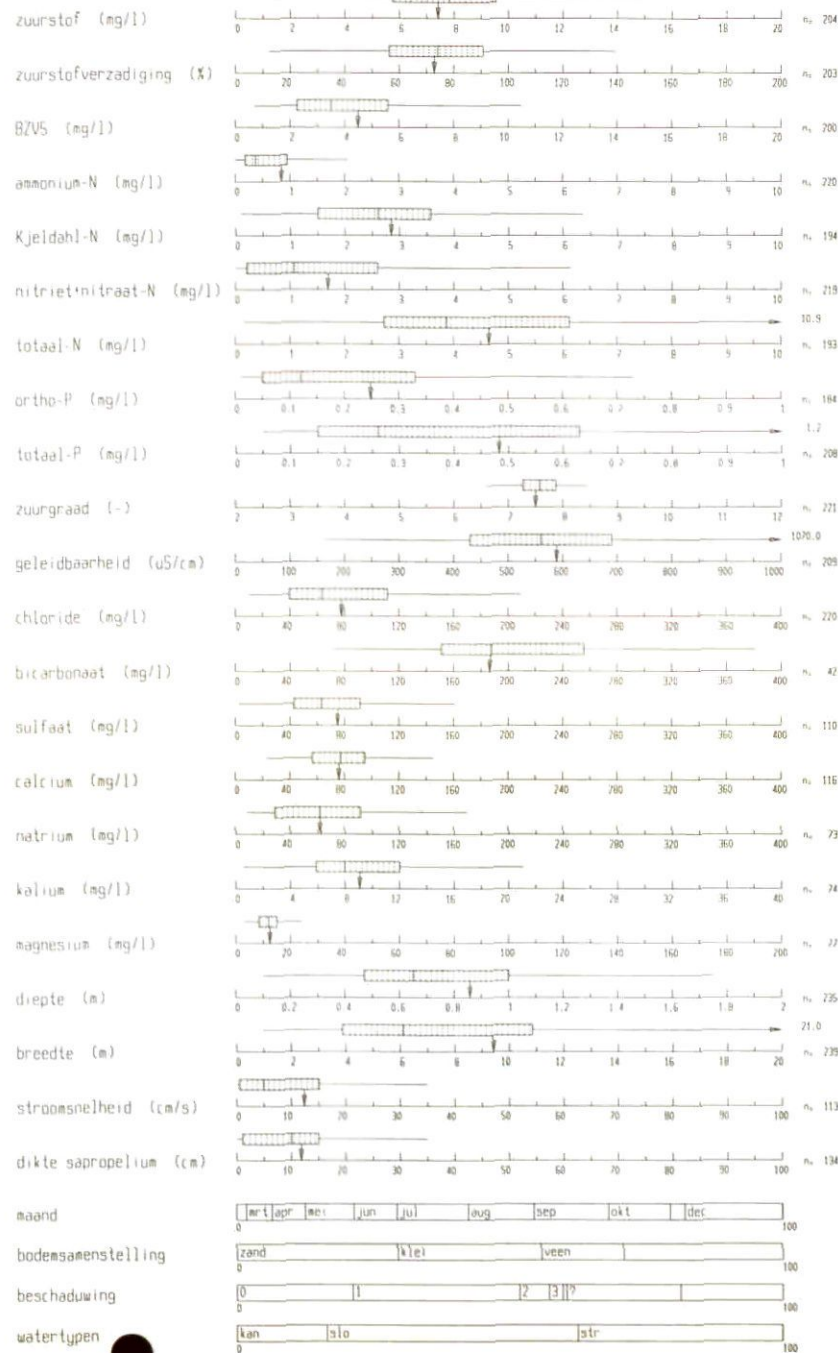 zuurstof (mg/l) 0 2 4 6 8 10 12 14 16 18 20 n. 204
zuurstofverzadiging (%) 0 20 40 60 80 100 120 140 160 180 200 n. 203
BZV5 (mg/l) 0 2 4 6 8 10 12 14 16 18 20 n. 200
ammonium-N (mg/l) 0 1 2 3 4 5 6 7 8 9 10 n. 220
Kjeldahl-N (mg/l) 0 1 2 3 4 5 6 7 8 9 10 n. 194
nitriet+nitraat-N (mg/l) 0 1 2 3 4 5 6 7 8 9 10 n. 219
10.9
totaal-N (mg/l) 0 1 2 3 4 5 6 7 8 9 10 n. 193
ortho-P (mg/l) 0 0.1 0.2 0.3 0.4 0.5 0.6 0.7 0.8 0.9 1 n. 184
1.2
totaal-P (mg/l) 0 0.1 0.2 0.3 0.4 0.5 0.6 0.7 0.8 0.9 1 n. 208
zuurgraad (-) 2 3 4 5 6 7 8 9 10 11 12 n. 221
1070.0
geleidbaarheid (uS/cm) 0 100 200 300 400 500 600 700 800 900 1000 n. 209
chloride (mg/l) 0 40 80 120 160 200 240 280 320 360 400 n. 220
bicarbonaat (mg/l) 0 40 80 120 160 200 240 280 320 360 400 n. 42
sulfaat (mg/l) 0 40 80 120 160 200 240 280 320 360 400 n. 110
calcium (mg/l) 0 40 80 120 160 200 240 280 320 360 400 n. 116
natrium (mg/l) 0 40 80 120 160 200 240 280 320 360 400 n. 73
kalium (mg/l) 0 4 8 12 16 20 24 28 32 36 40 n. 74
magnesium (mg/l) 0 20 40 60 80 100 120 140 160 180 200 n. 72
diepte (m) 0 0.2 0.4 0.6 0.8 1 1.2 1.4 1.6 1.8 2 n. 235
21.0
breedte (m) 0 2 4 6 8 10 12 14 16 18 20 n. 239
stroomsnelheid (cm/s) 0 10 20 30 40 50 60 70 80 90 100 n. 113
dikte sapropelium (cm) 0 10 20 30 40 50 60 70 80 90 100 n. 134
maand mrt apr mei jun jul aug sep okt dec
0 100
bodemsamenstelling zand klei veen
0 100
beschaduwing 0 1 2 3 ?
0 100
watertypen kan slo str
0 100